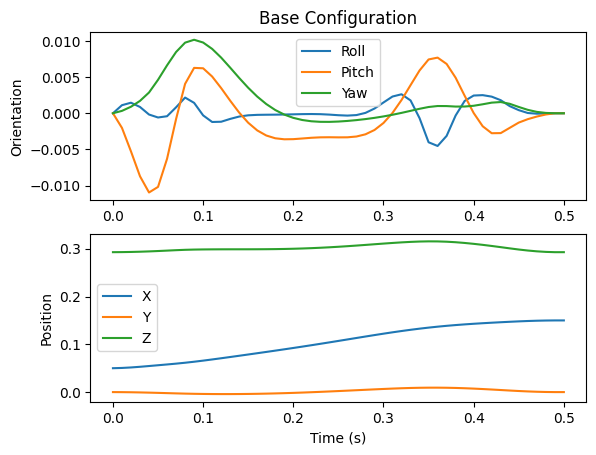 Base Configuration
Orientation
0.010
0.005
0.000
−0.005
−0.010
Roll
Pitch
Yaw
0.0 0.1 0.2 0.3 0.4 0.5
Position
0.3
0.2
0.1
0.0
X
Y
Z
0.0 0.1 0.2 0.3 0.4 0.5
Time (s)